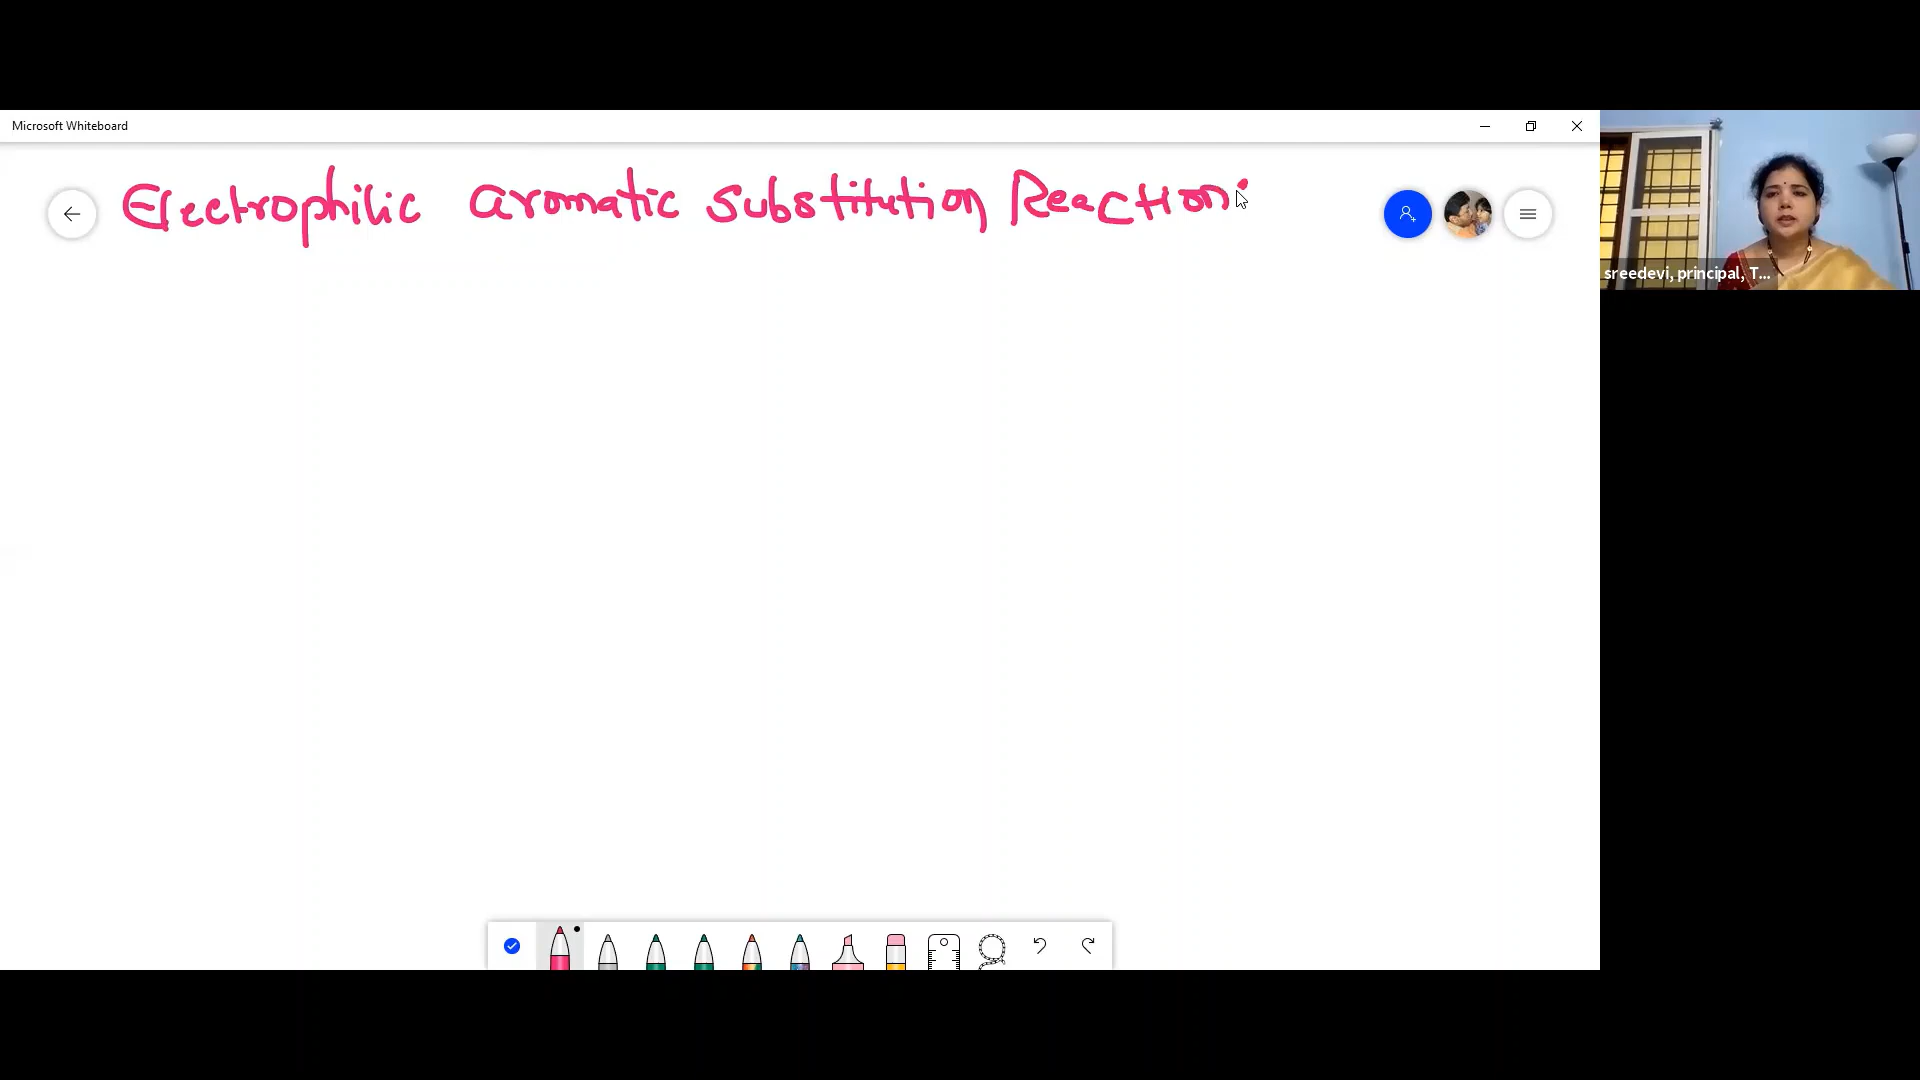 Microsoft Whiteboard
Electrophilic aromatic substitution Reaction:
sreedevi, principal, T...